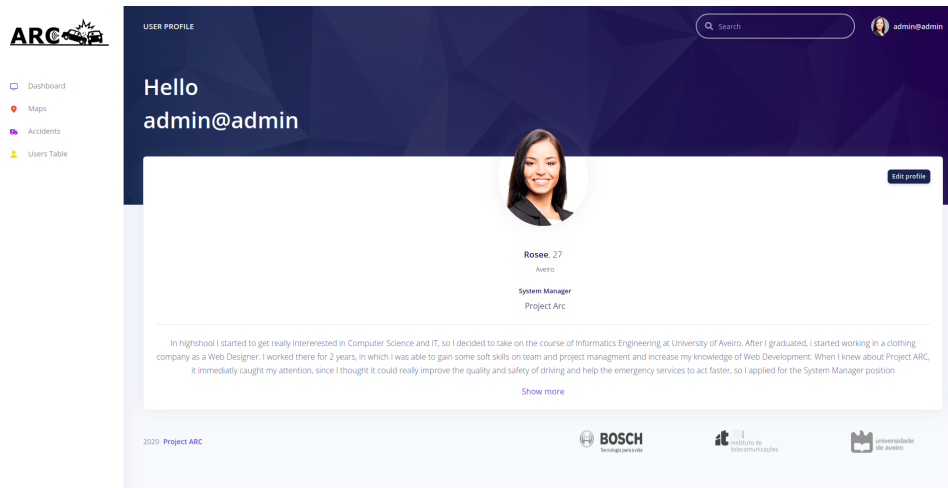 ARC
USER PROFILE
Search
admin@admin
Dashboard
Maps
Accidents
Users Table
Hello
admin@admin
Edit profile
Rosee, 27
Aveiro
System Manager
Project Arc
In highshool I started to get really intererested in Computer Science and IT, so I decided to take on the course of Informatics Engineering at University of Aveiro. After I graduated, i started working in a clothing
company as a Web Designer. I worked there for 2 years, in which I was able to gain some soft skills on team and project managment and increase my knowledge of Web Development. When I knew about Project ARC,
it immediatly caught my attention, since I thought it could really improve the quality and safety of driving and help the emergency services to act faster, so I applied for the System Manager position
Show more
2020 Project ARC
BOSCH
Tecnologia para a vida
it
instituto de
telecomunicações
universidade
de aveiro